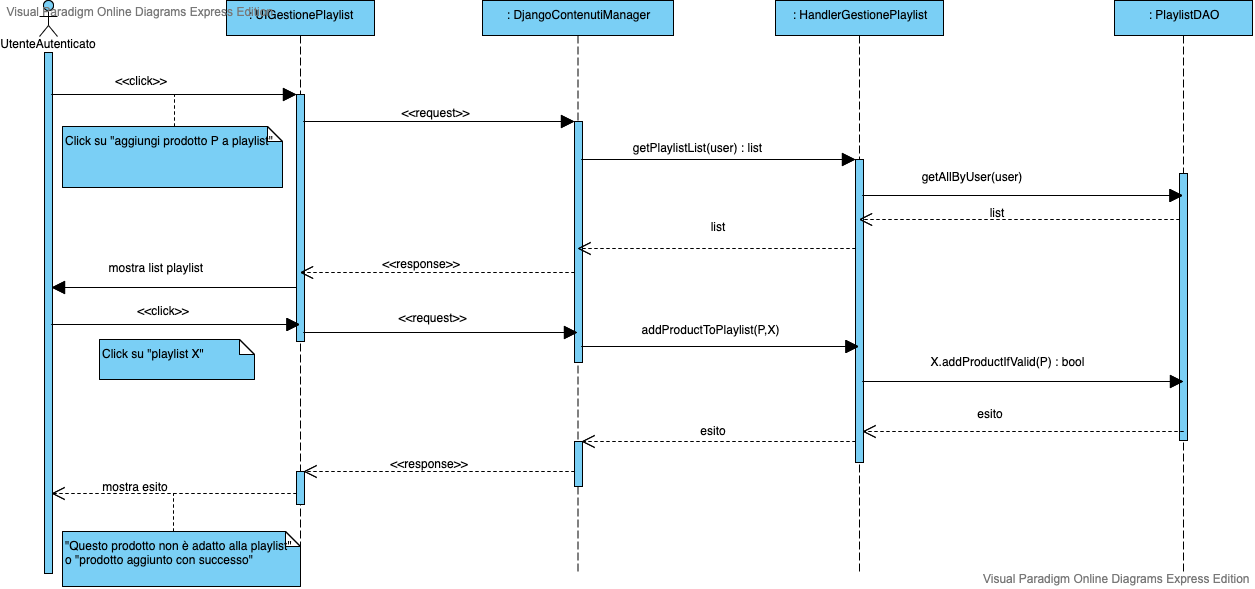 Visual Paradigm Online Diagrams Express Edition
: UIGestionePlaylist
: DjangoContenutiManager
: HandlerGestionePlaylist
: PlaylistDAO
UtenteAutenticato
<<click>>
<<request>>
Click su "aggiungi prodotto P a playlist"
getPlaylistList(user) : list
getAllByUser(user)
list
list
<<response>>
mostra list playlist
<<click>>
<<request>>
addProductToPlaylist(P,X)
Click su "playlist X"
X.addProductIfValid(P) : bool
esito
esito
<<response>>
mostra esito
"Questo prodotto non è adatto alla playlist"
o "prodotto aggiunto con successo"
Visual Paradigm Online Diagrams Express Edition